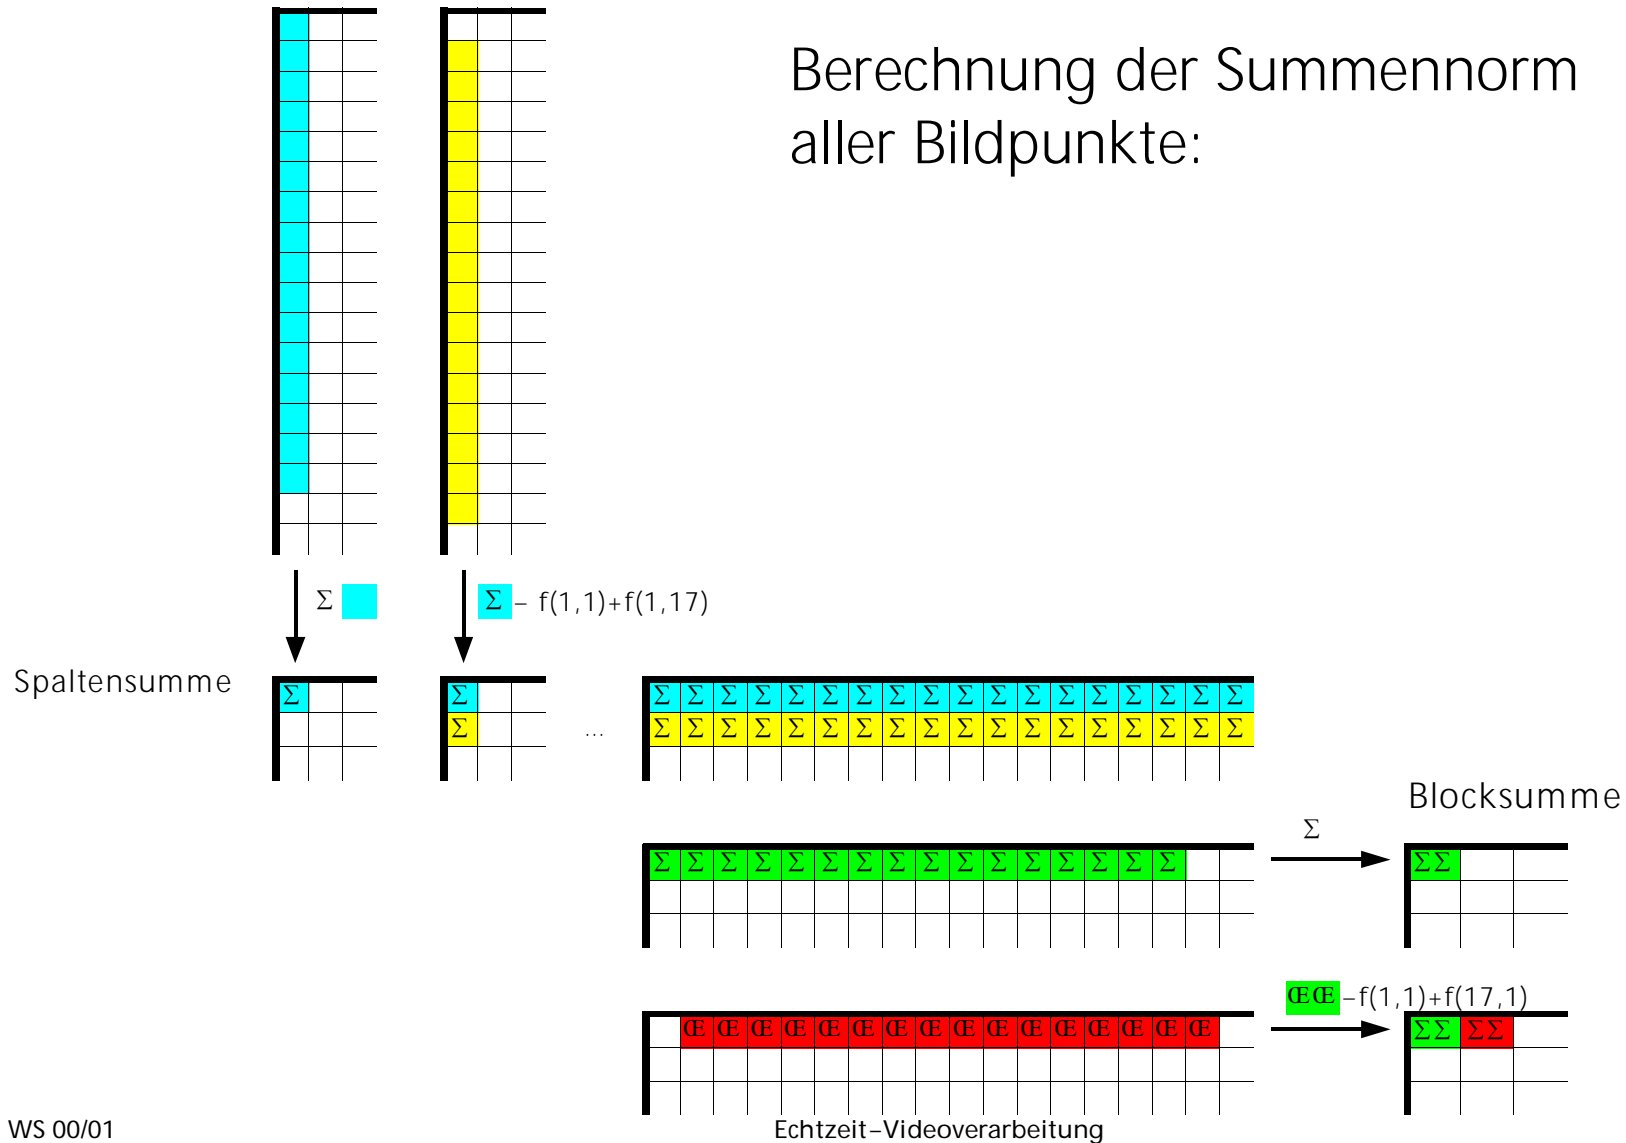 Berechnung der Summennorm
aller Bildpunkte:
Σ
Σ – f(1,1)+f(1,17)
Spaltensumme
Σ
Σ
Σ
...
Σ Σ Σ Σ Σ Σ Σ Σ Σ Σ Σ Σ Σ Σ Σ Σ Σ Σ
Σ Σ Σ Σ Σ Σ Σ Σ Σ Σ Σ Σ Σ Σ Σ Σ Σ Σ
Blocksumme
Σ
Σ Σ Σ Σ Σ Σ Σ Σ Σ Σ Σ Σ Σ Σ Σ Σ
ΣΣ
ŒŒ –f(1,1)+f(17,1)
Œ Œ Œ Œ Œ Œ Œ Œ Œ Œ Œ Œ Œ Œ Œ Œ
ΣΣ ΣΣ
WS 00/01
Echtzeit–Videoverarbeitung